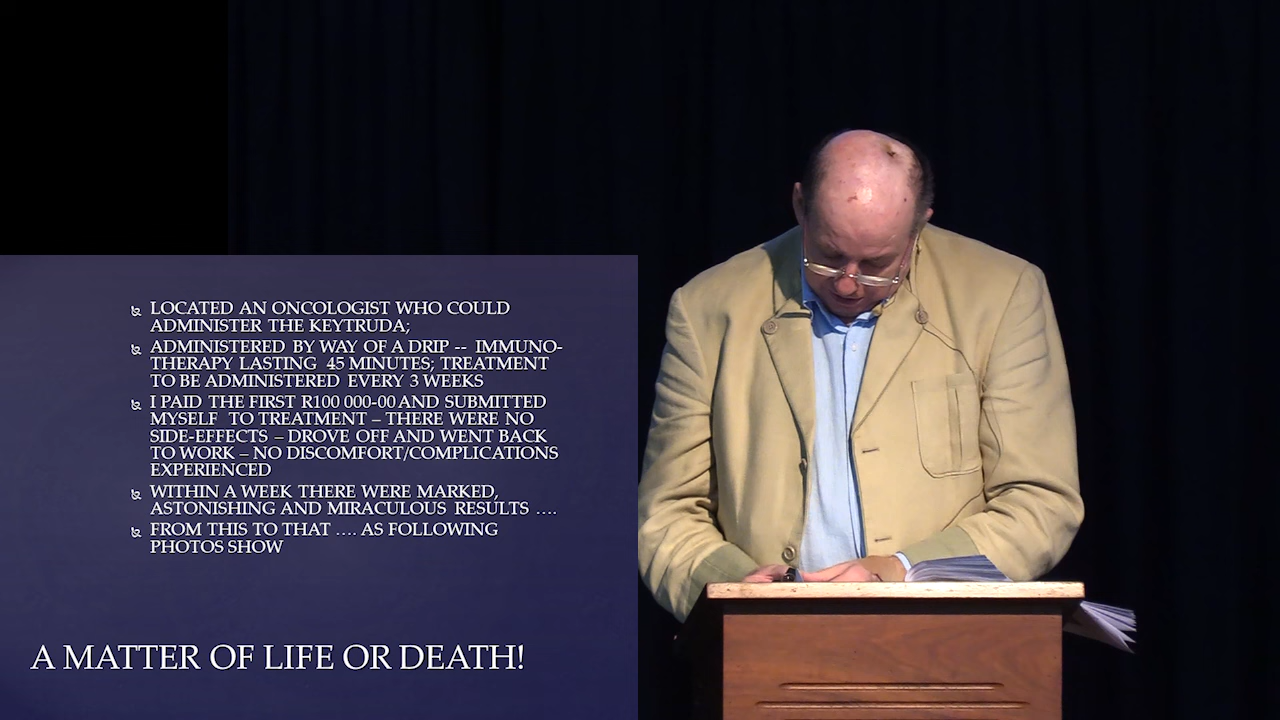 LOCATED AN ONCOLOGIST WHO COULD
ADMINISTER THE KEYTRUDA;
ADMINISTERED BY WAY OF A DRIP -- IMMUNO-
THERAPY LASTING 45 MINUTES; TREATMENT
TO BE ADMINISTERED EVERY 3 WEEKS
I PAID THE FIRST R100 000-00 AND SUBMITTED
MYSELF TO TREATMENT – THERE WERE NO
SIDE-EFFECTS – DROVE OFF AND WENT BACK
TO WORK – NO DISCOMFORT/COMPLICATIONS
EXPERIENCED
WITHIN A WEEK THERE WERE MARKED,
ASTONISHING AND MIRACULOUS RESULTS ….
FROM THIS TO THAT …. AS FOLLOWING
PHOTOS SHOW
A MATTER OF LIFE OR DEATH!